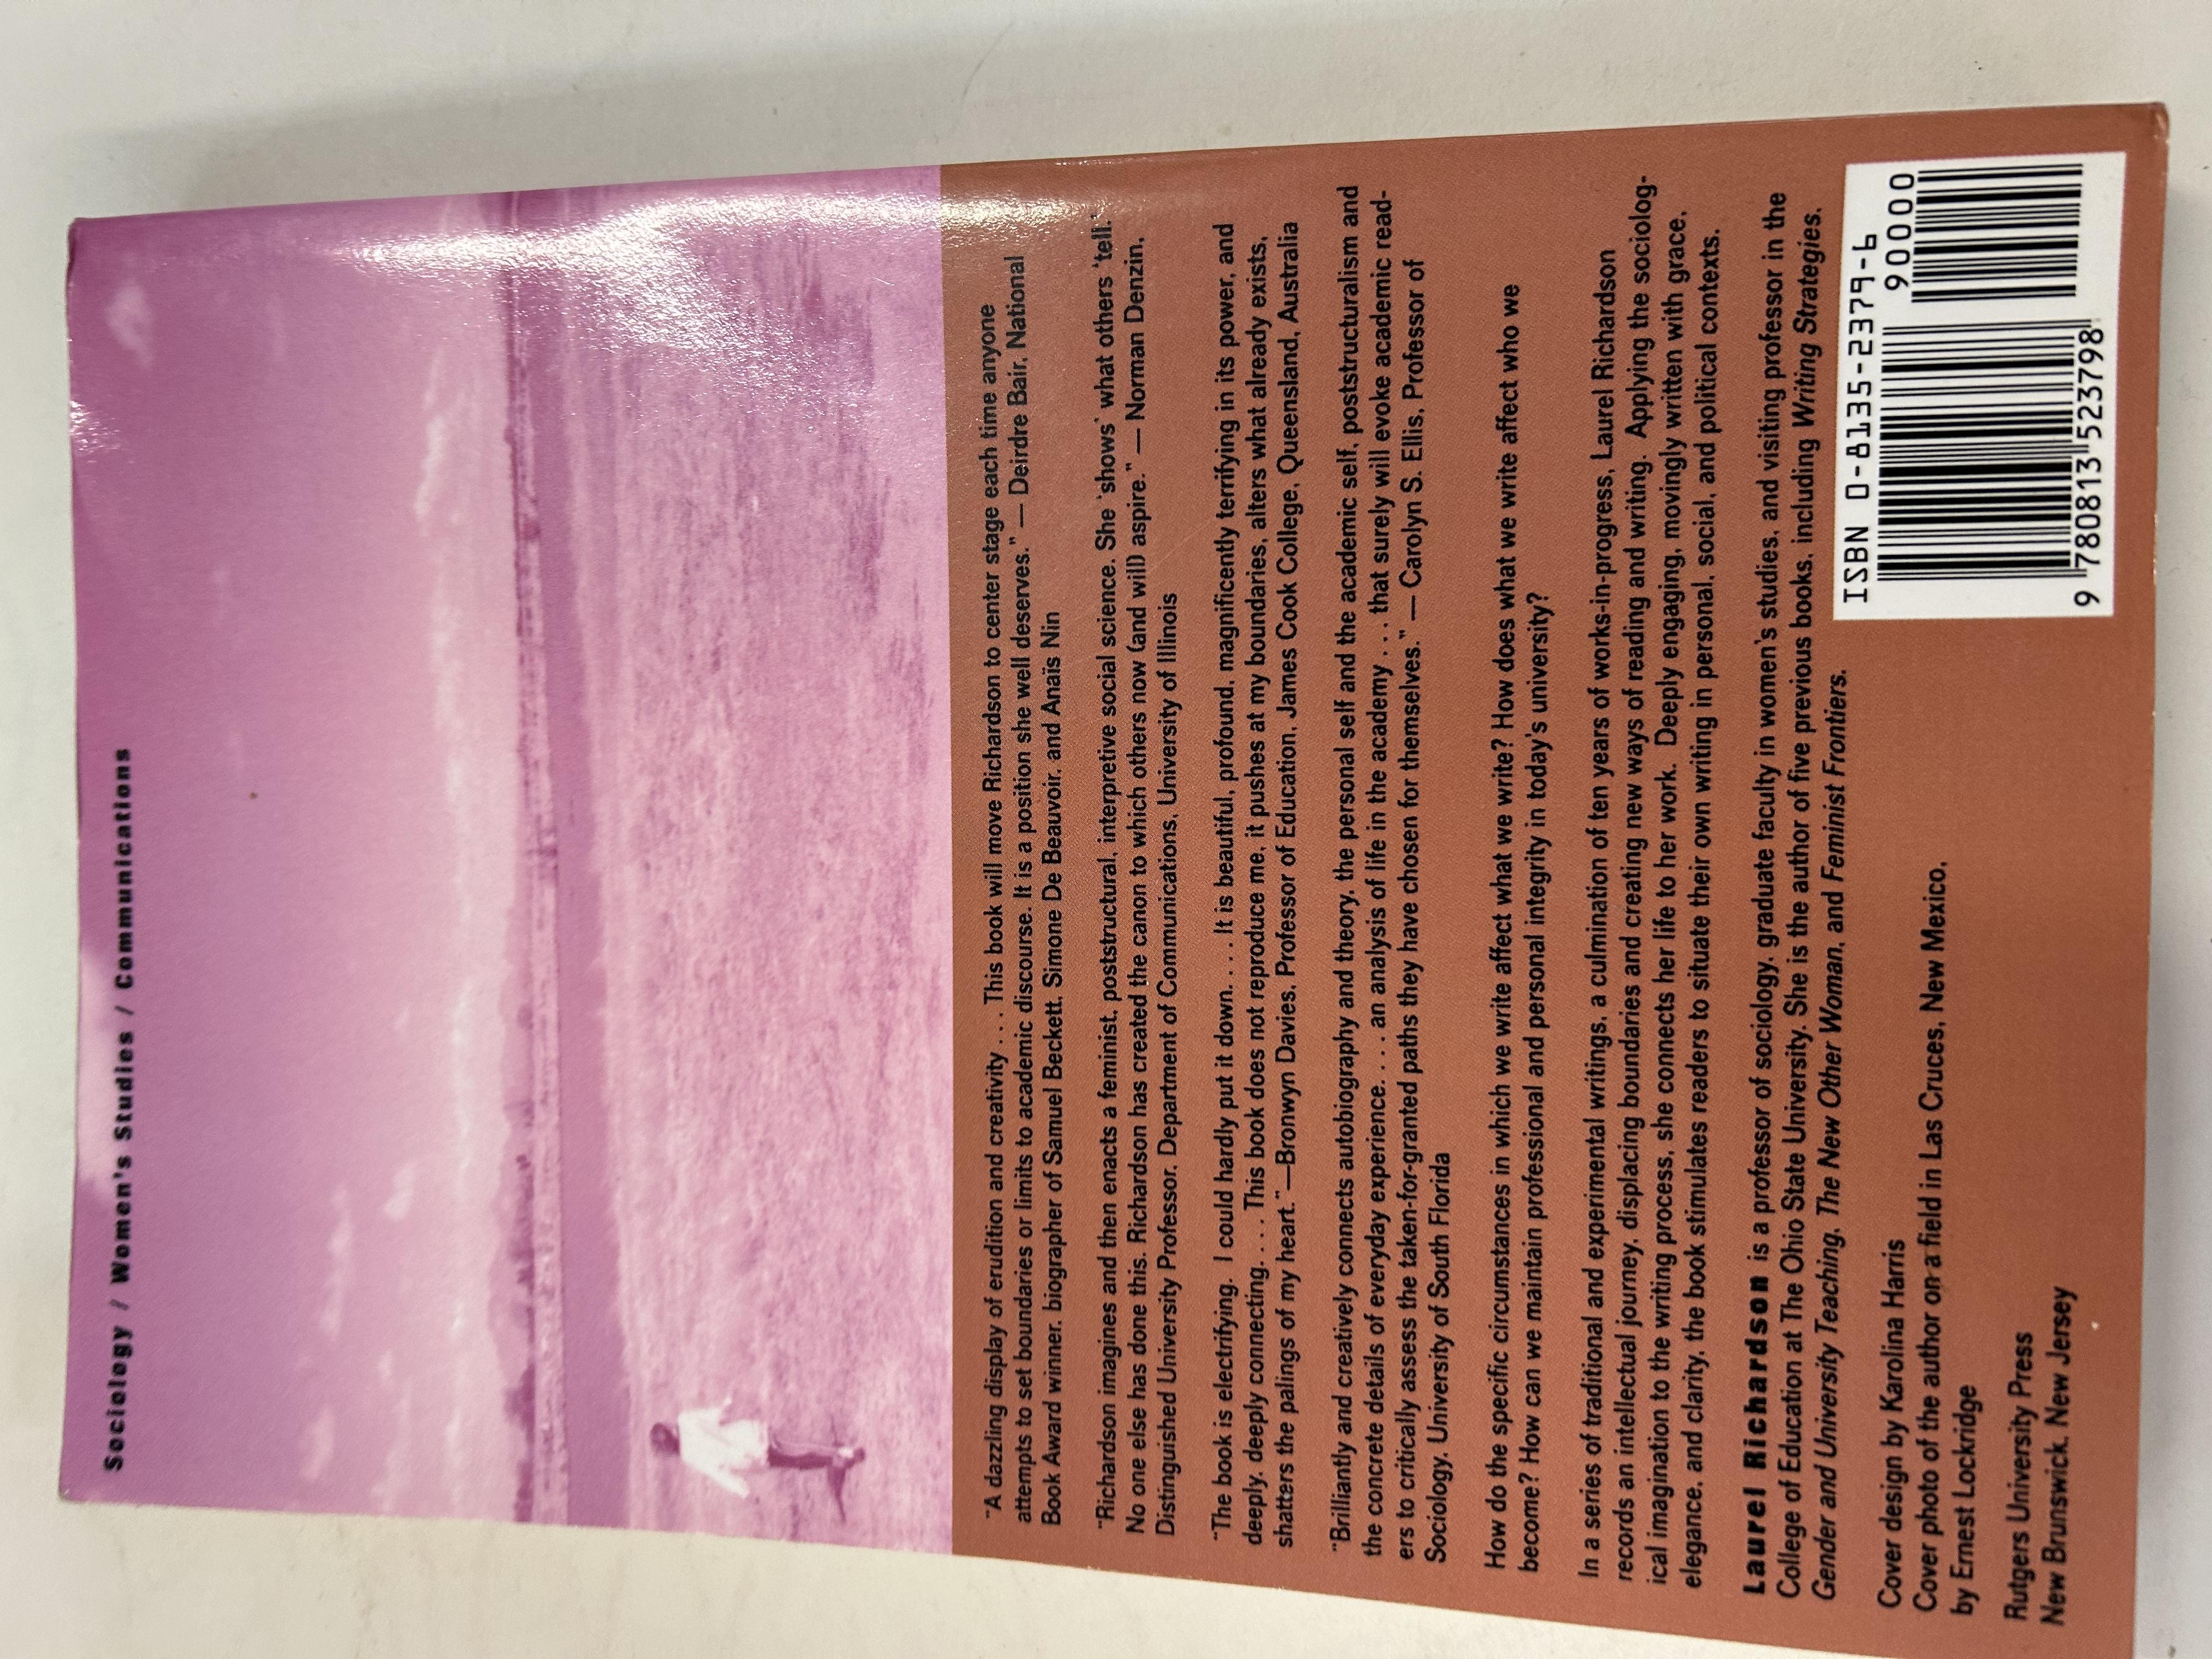 Sociology / Women's Studies / Communications
"A dazzling display of erudition and creativity . . . This book will move Richardson to center stage each time anyone
attempts to set boundaries or limits to academic discourse. It is a position she well deserves." — Deirdre Bair, National
Book Award winner, biographer of Samuel Beckett, Simone De Beauvoir, and Anaïs Nin
"Richardson imagines and then enacts a feminist, poststructural, interpretive social science. She 'shows' what others 'tell.'
No one else has done this. Richardson has created the canon to which others now (and will) aspire." — Norman Denzin,
Distinguished University Professor, Department of Communications, University of Illinois
"The book is electrifying. I could hardly put it down. . . . It is beautiful, profound, magnificently terrifying in its power, and
deeply, deeply connecting. . . . This book does not reproduce me, it pushes at my boundaries, alters what already exists,
shatters the palings of my heart."—Bronwyn Davies, Professor of Education, James Cook College, Queensland, Australia
"Brilliantly and creatively connects autobiography and theory, the personal self and the academic self, poststructuralism and
the concrete details of everyday experience. . . . an analysis of life in the academy . . . that surely will evoke academic read-
ers to critically assess the taken-for-granted paths they have chosen for themselves." — Carolyn S. Ellis, Professor of
Sociology, University of South Florida
How do the specific circumstances in which we write affect what we write? How does what we write affect who we
become? How can we maintain professional and personal integrity in today's university?
In a series of traditional and experimental writings, a culmination of ten years of works-in-progress, Laurel Richardson
records an intellectual journey, displacing boundaries and creating new ways of reading and writing. Applying the sociolog-
ical imagination to the writing process, she connects her life to her work. Deeply engaging, movingly written with grace,
elegance, and clarity, the book stimulates readers to situate their own writing in personal, social, and political contexts.
Laurel Richardson is a professor of sociology, graduate faculty in women's studies, and visiting professor in the
College of Education at The Ohio State University. She is the author of five previous books, including Writing Strategies,
Gender and University Teaching, The New Other Woman, and Feminist Frontiers.
Cover design by Karolina Harris
Cover photo of the author on a field in Las Cruces, New Mexico,
by Ernest Lockridge
Rutgers University Press
New Brunswick, New Jersey
ISBN 0-8135-2379-6
90000
9 780813 523798